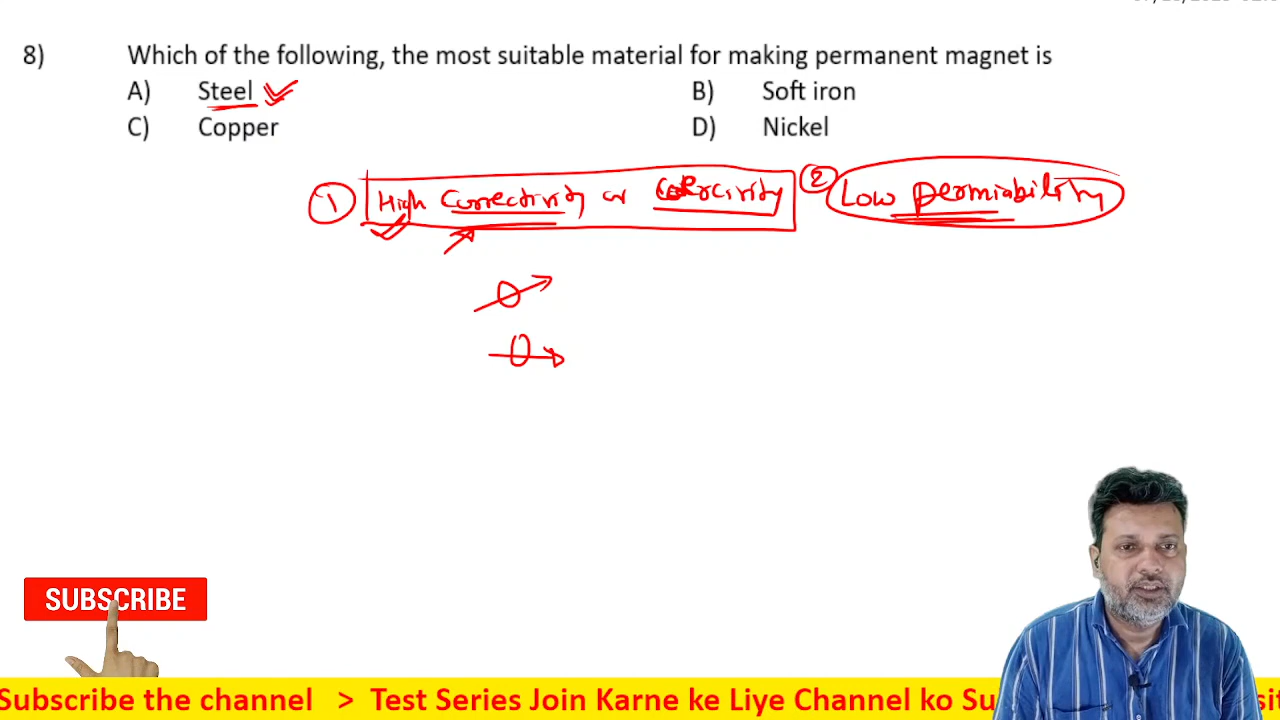 8) Which of the following, the most suitable material for making permanent magnet is
A) Steel B) Soft iron
C) Copper D) Nickel
1 High Currectivity or Coercivity 2 Low permiability
SUBSCRIBE
Subscribe the channel > Test Series Join Karne ke Liye Channel ko Su